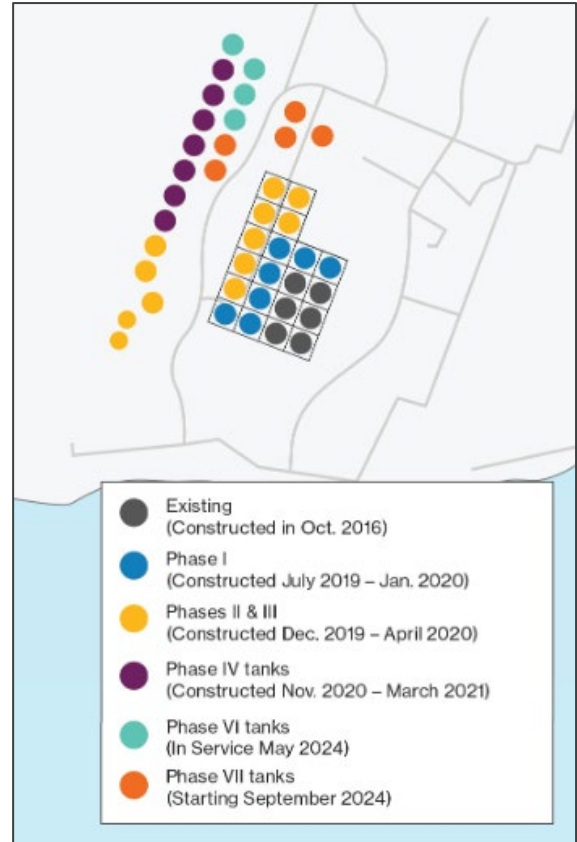 Existing
(Constructed in Oct. 2016)
Phase I
(Constructed July 2019 – Jan. 2020)
Phases II & III
(Constructed Dec. 2019 – April 2020)
Phase IV tanks
(Constructed Nov. 2020 – March 2021)
Phase VI tanks
(In Service May 2024)
Phase VII tanks
(Starting September 2024)